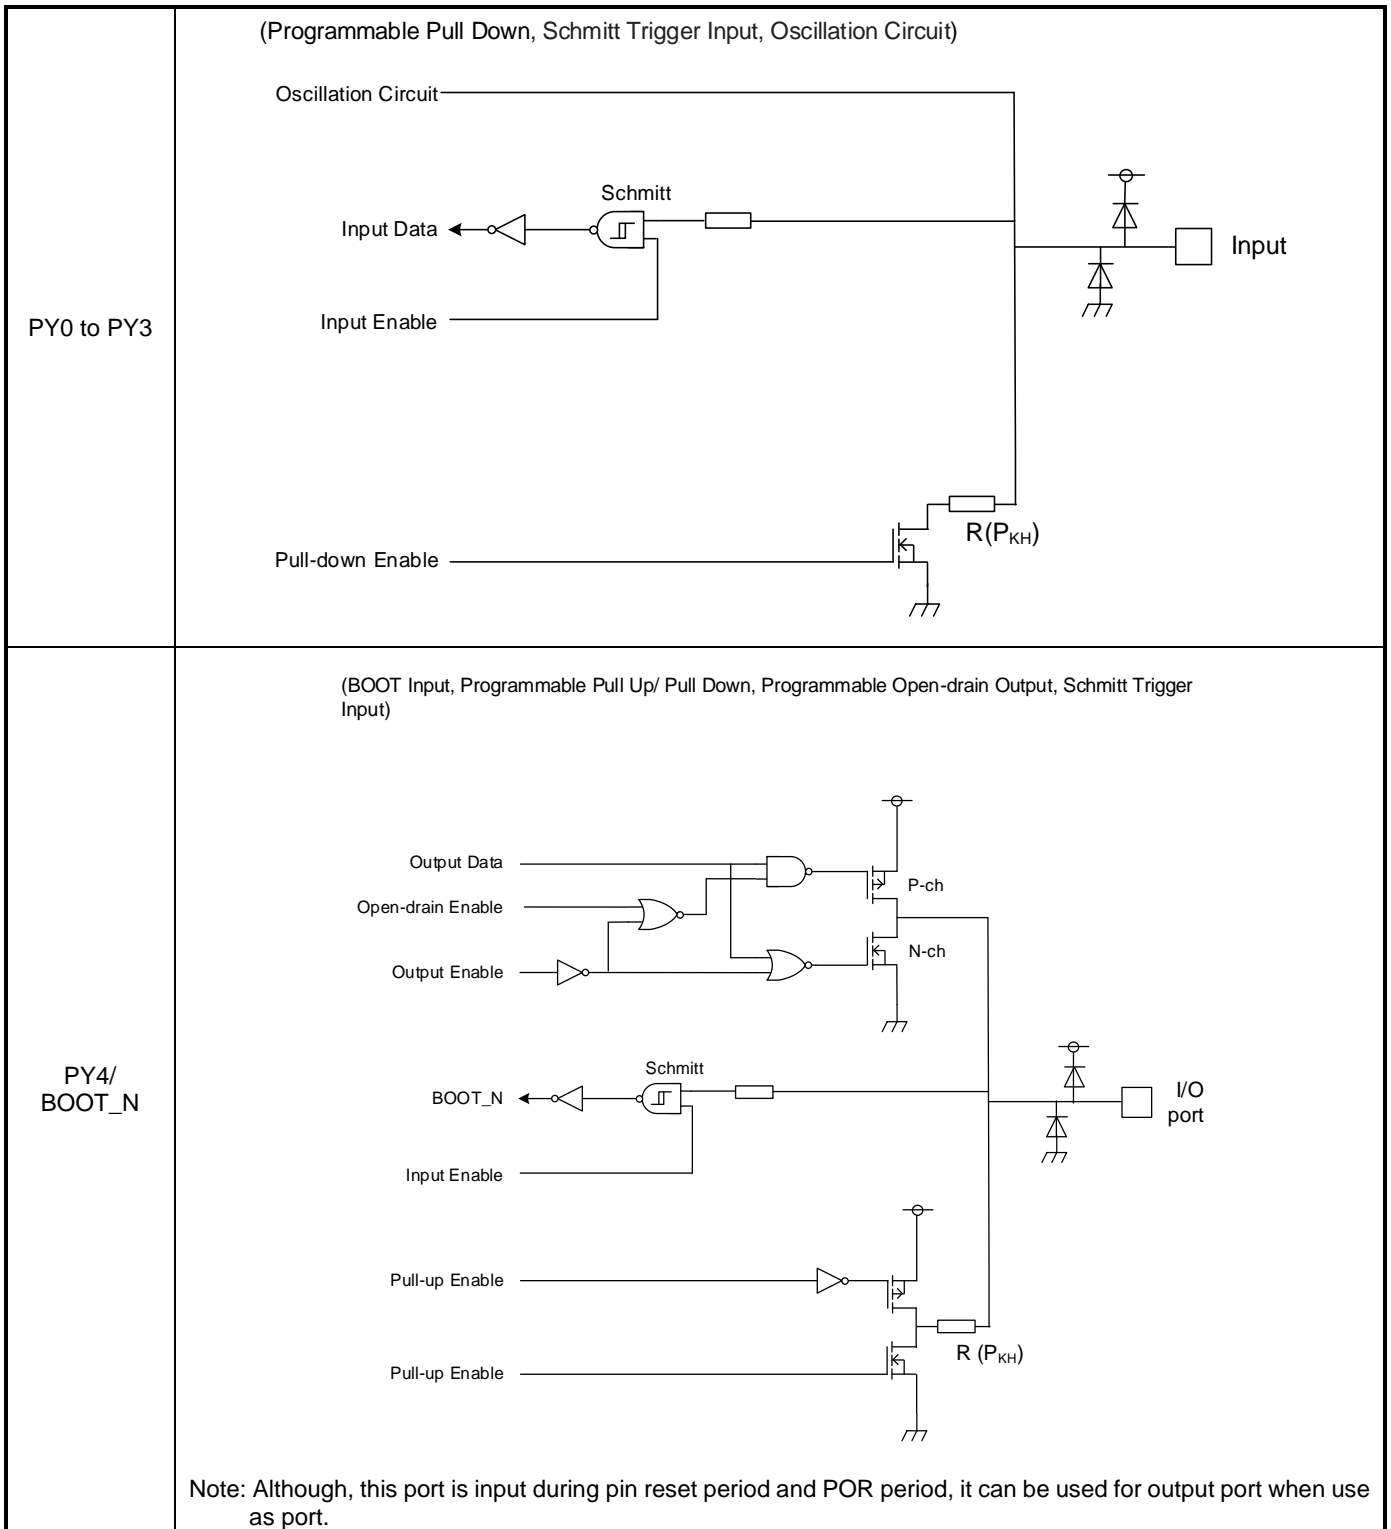 (Programmable Pull Down, Schmitt Trigger Input, Oscillation Circuit)
Oscillation Circuit
Schmitt
Input Data
Input
Input Enable
PY0 to PY3
R(PKH)
Pull-down Enable
(BOOT Input, Programmable Pull Up/ Pull Down, Programmable Open-drain Output, Schmitt Trigger
Input)
Output Data
P-ch
Open-drain Enable
N-ch
Output Enable
PY4/
BOOT_N
Schmitt
BOOT_N
I/O
port
Input Enable
Pull-up Enable
R (PKH)
Pull-up Enable
Note: Although, this port is input during pin reset period and POR period, it can be used for output port when use
as port.